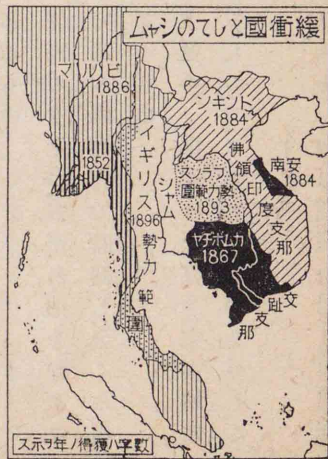 緩衝國としてのシャム
ビルマ
1886
トンキン
1884
1852
イギリス勢力範圍
1896
シャム
フランス
勢力範圍
1893
佛領印度支那
安南
1884
カムボヂヤ
1867
交趾支那
數字ハ獲得ノ年ヲ示ス